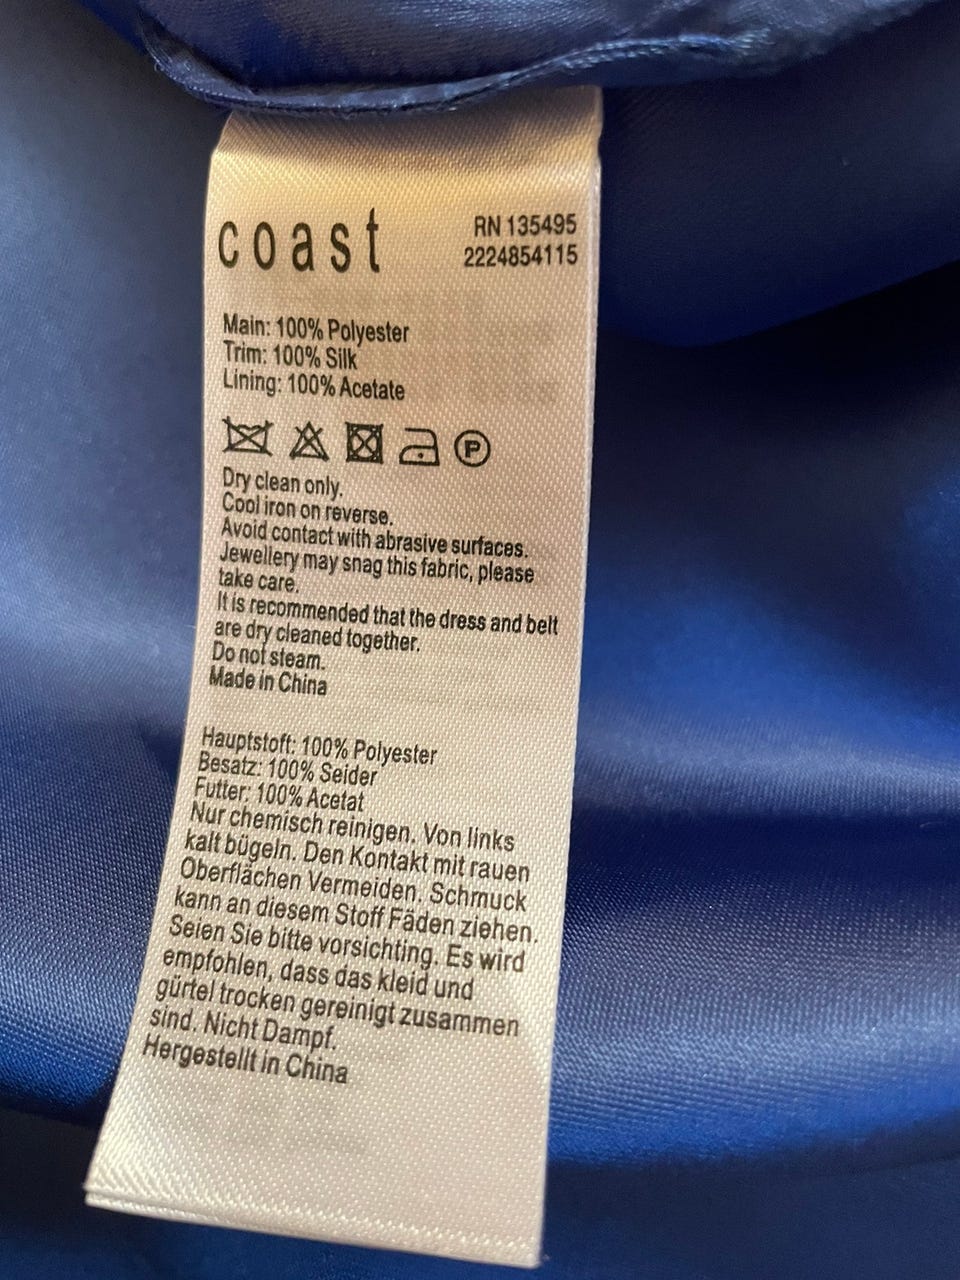 coast
RN 135495
2224854115
Main: 100% Polyester
Trim: 100% Silk
Lining: 100% Acetate
P
Dry clean only.
Cool iron on reverse.
Avoid contact with abrasive surfaces.
Jewellery may snag this fabric, please
take care.
It is recommended that the dress and belt
are dry cleaned together.
Do not steam.
Made in China
Hauptstoff: 100% Polyester
Besatz: 100% Seider
Futter: 100% Acetat
Nur chemisch reinigen. Von links
kalt bügeln. Den Kontakt mit rauen
Oberflächen Vermeiden. Schmuck
kann an diesem Stoff Fäden ziehen.
Seien Sie bitte vorsichting. Es wird
empfohlen, dass das kleid und
gürtel trocken gereinigt zusammen
sind. Nicht Dampf.
Hergestellt in China